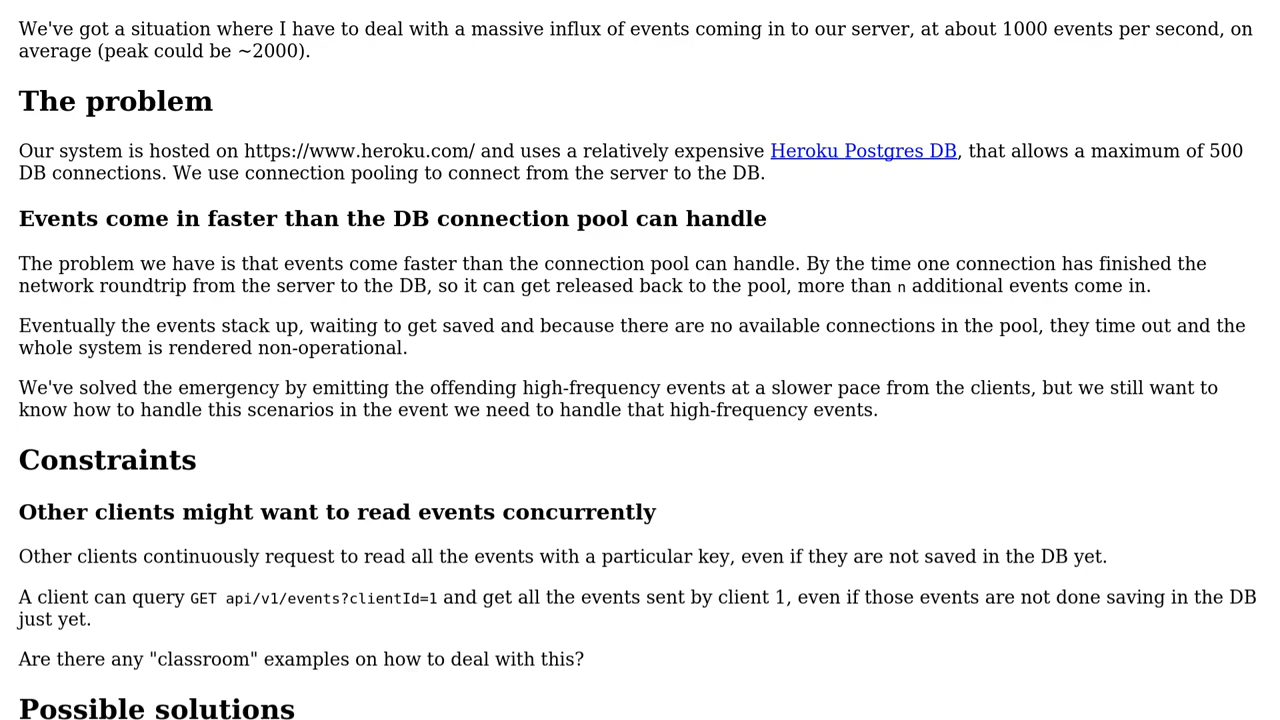 We've got a situation where I have to deal with a massive influx of events coming in to our server, at about 1000 events per second, on
average (peak could be ~2000).
The problem
Our system is hosted on https://www.heroku.com/ and uses a relatively expensive Heroku Postgres DB, that allows a maximum of 500
DB connections. We use connection pooling to connect from the server to the DB.
Events come in faster than the DB connection pool can handle
The problem we have is that events come faster than the connection pool can handle. By the time one connection has finished the
network roundtrip from the server to the DB, so it can get released back to the pool, more than n additional events come in.
Eventually the events stack up, waiting to get saved and because there are no available connections in the pool, they time out and the
whole system is rendered non-operational.
We've solved the emergency by emitting the offending high-frequency events at a slower pace from the clients, but we still want to
know how to handle this scenarios in the event we need to handle that high-frequency events.
Constraints
Other clients might want to read events concurrently
Other clients continuously request to read all the events with a particular key, even if they are not saved in the DB yet.
A client can query GET api/v1/events?clientId=1 and get all the events sent by client 1, even if those events are not done saving in the DB
just yet.
Are there any "classroom" examples on how to deal with this?
Possible solutions